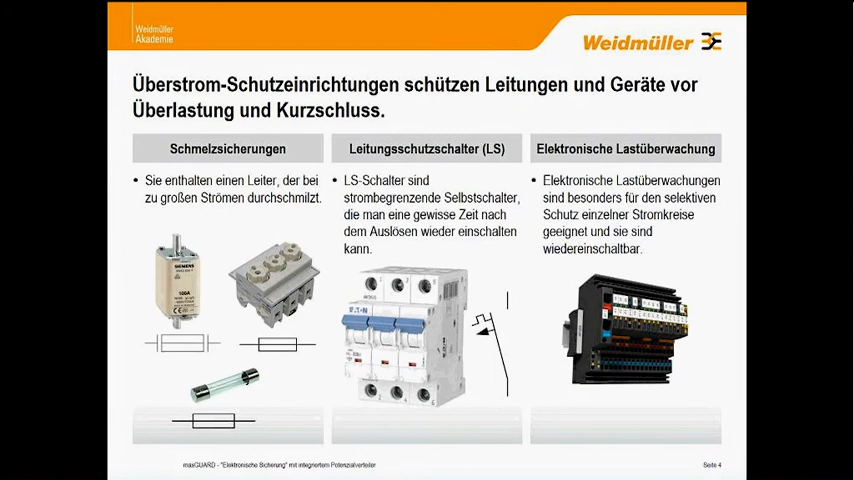 Weidmüller
Akademie
Weidmüller
Überstrom-Schutzeinrichtungen schützen Leitungen und Geräte vor
Überlastung und Kurzschluss.
Schmelzsicherungen
• Sie enthalten einen Leiter, der bei
zu großen Strömen durchschmilzt.
SIEMENS
100A
Leitungsschutzschalter (LS)
• LS-Schalter sind
strombegrenzende Selbstschalter,
die man eine gewisse Zeit nach
dem Auslösen wieder einschalten
kann.
EATON
Elektronische Lastüberwachung
• Elektronische Lastüberwachungen
sind besonders für den selektiven
Schutz einzelner Stromkreise
geeignet und sie sind
wiedereinschaltbar.
maxGUARD - "Elektronische Sicherung" mit integriertem Potenzialverteiler
Seite 4